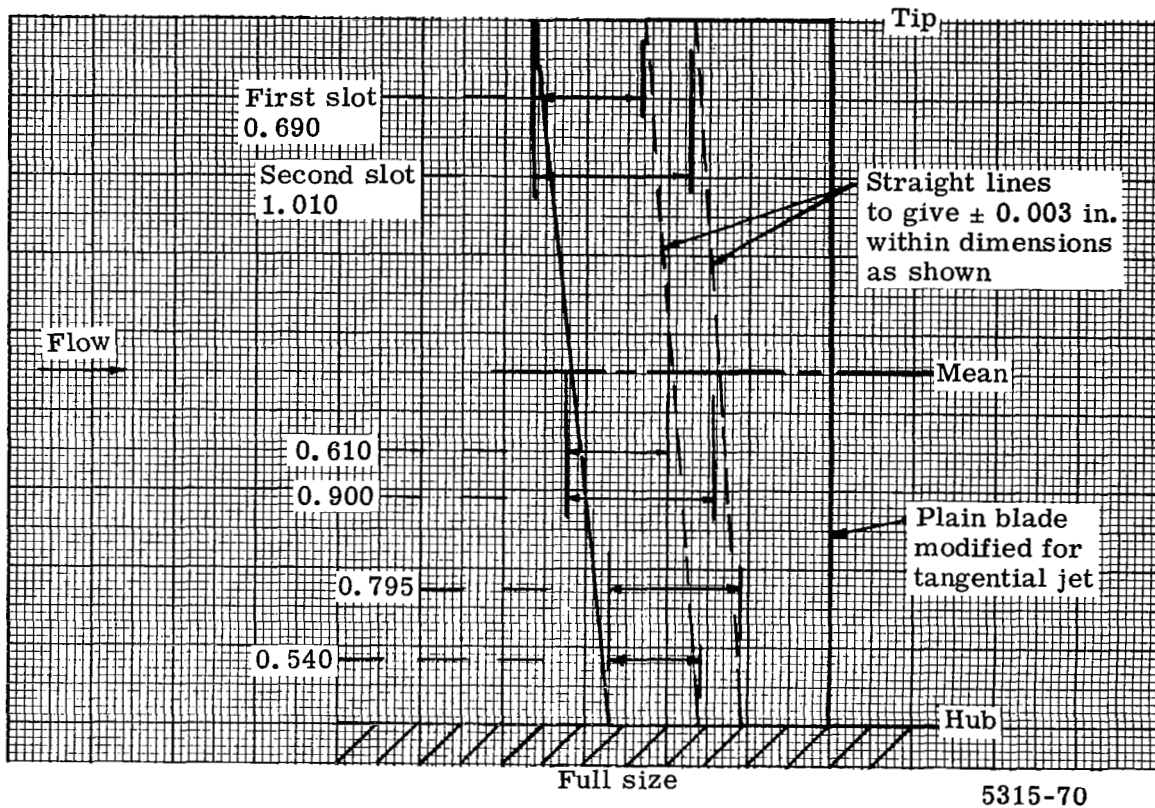 Tip
First slot
0.690
Second slot
1.010
Straight lines
to give ± 0.003 in.
within dimensions
as shown
Flow
Mean
0.610
0.900
Plain blade
modified for
tangential jet
0.795
0.540
Hub
Full size
5315-70